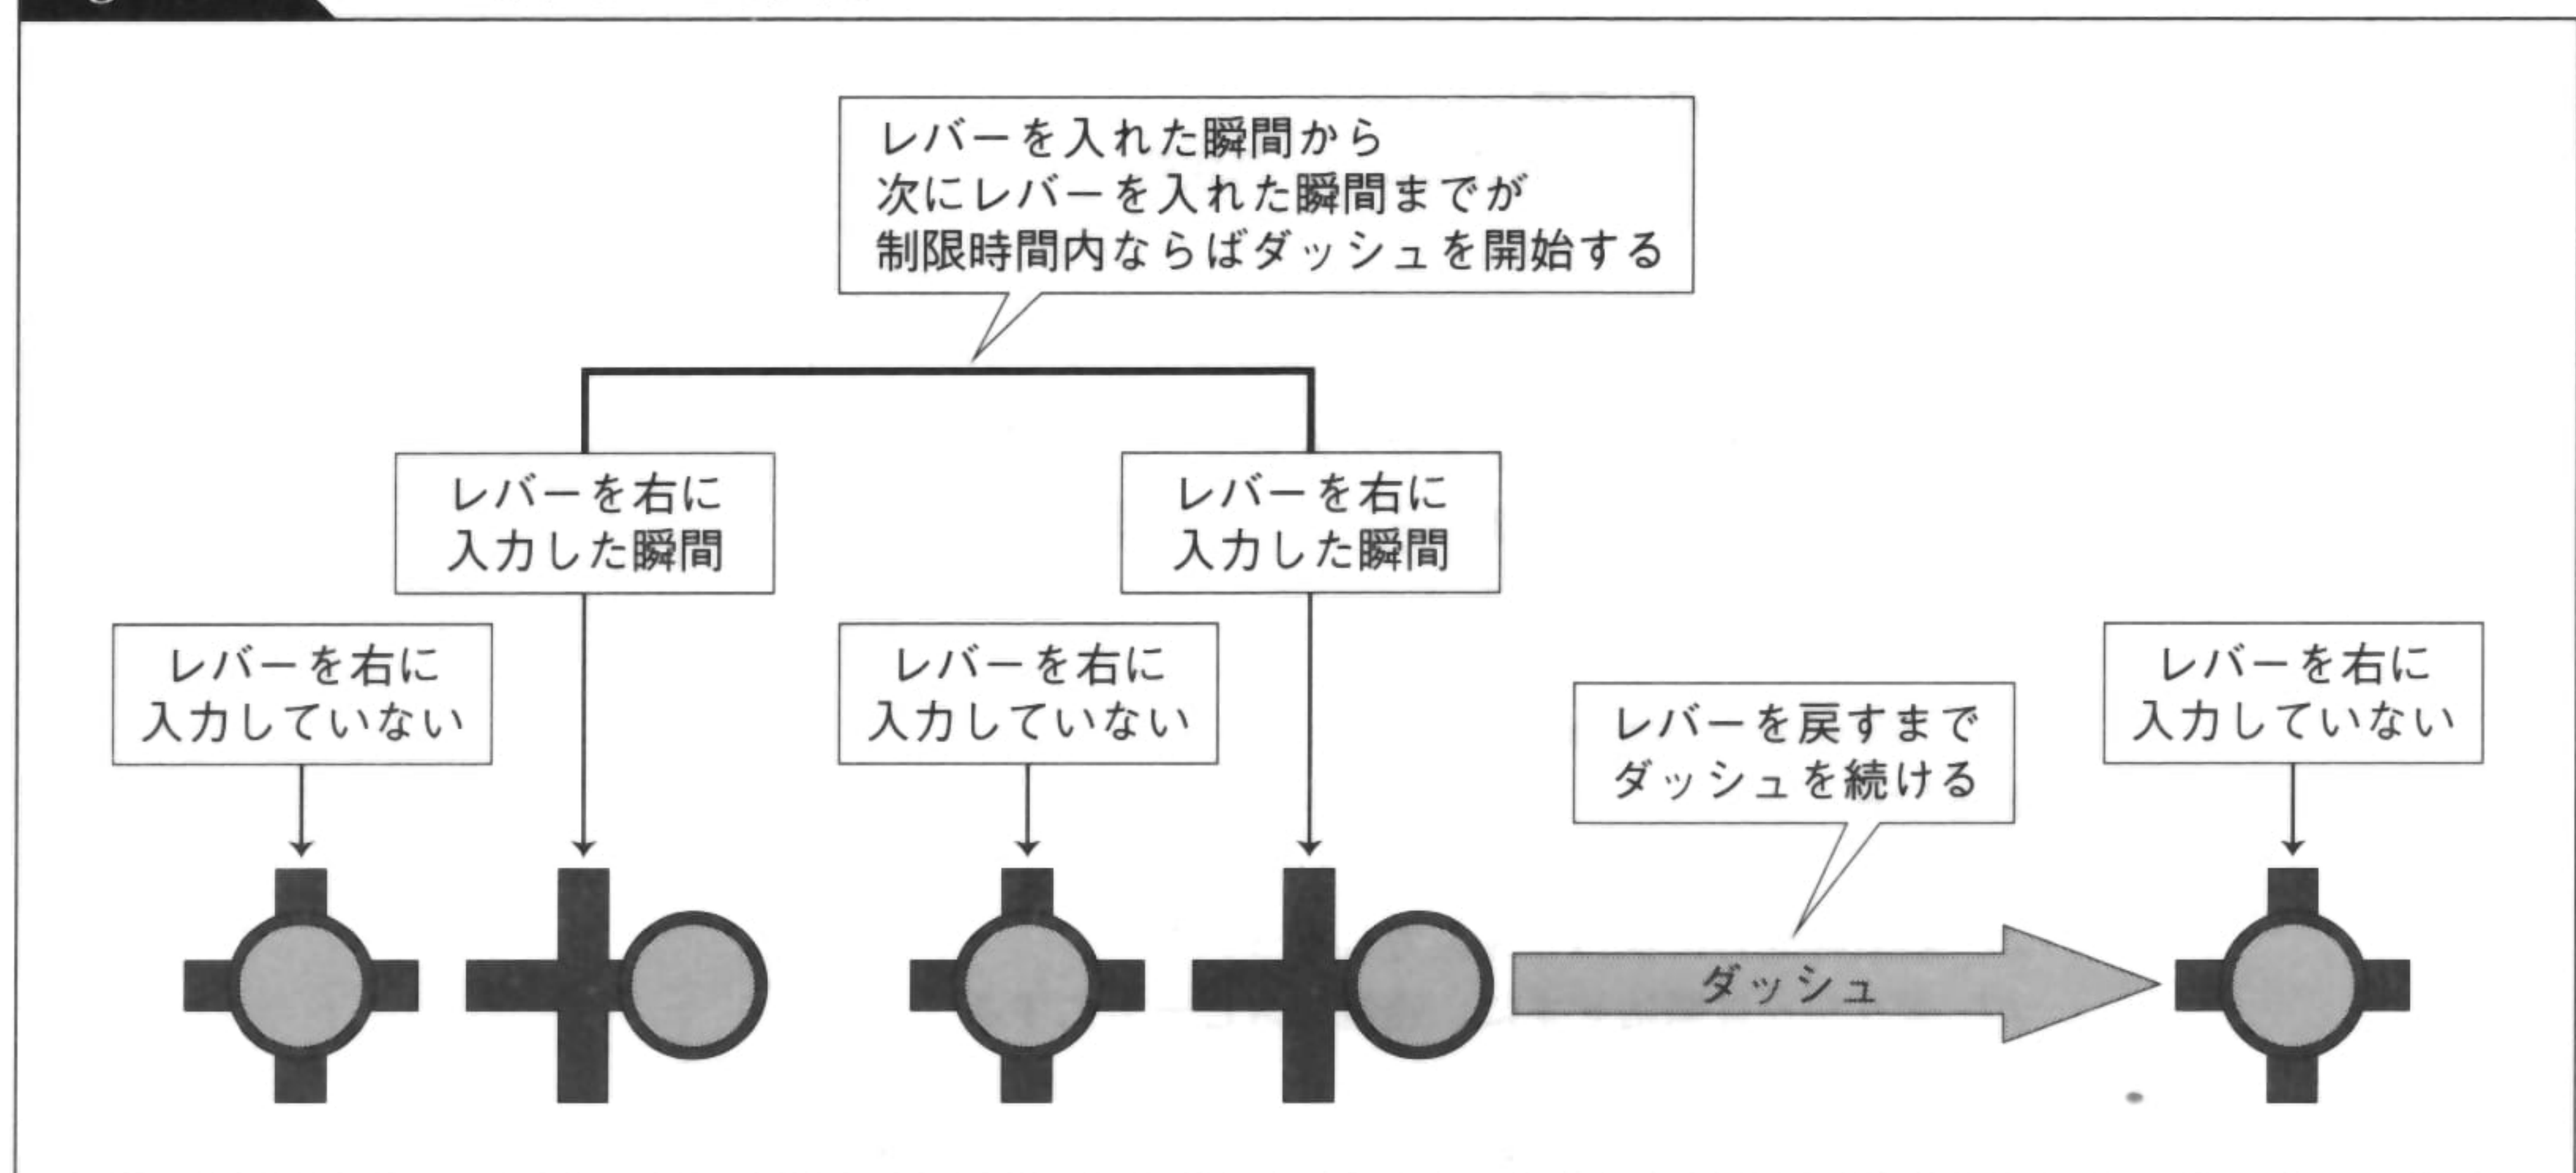 レバーを入れた瞬間から
次にレバーを入れた瞬間までが
制限時間内ならばダッシュを開始する
レバーを右に
入力した瞬間
レバーを右に
入力した瞬間
レバーを右に
入力していない
レバーを右に
入力していない
レバーを戻すまで
ダッシュを続ける
レバーを右に
入力していない
ダッシュ